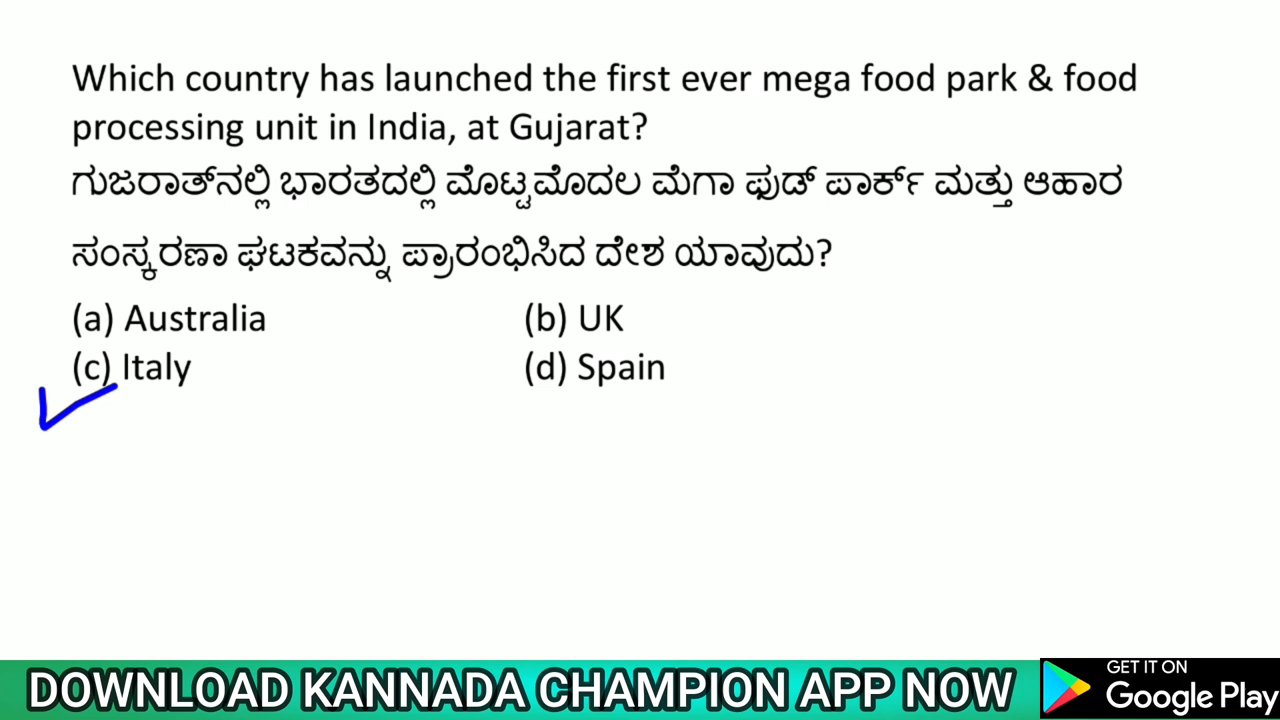 Which country has launched the first ever mega food park & food
processing unit in India, at Gujarat?
ಗುಜರಾತ್‌ನಲ್ಲಿ ಭಾರತದಲ್ಲಿ ಮೊಟ್ಟಮೊದಲ ಮೆಗಾ ಫುಡ್ ಪಾರ್ಕ್ ಮತ್ತು ಆಹಾರ
ಸಂಸ್ಕರಣಾ ಘಟಕವನ್ನು ಪ್ರಾರಂಭಿಸಿದ ದೇಶ ಯಾವುದು?
(a) Australia (b) UK
(c) Italy (d) Spain
DOWNLOAD KANNADA CHAMPION APP NOW
GET IT ON
Google Play